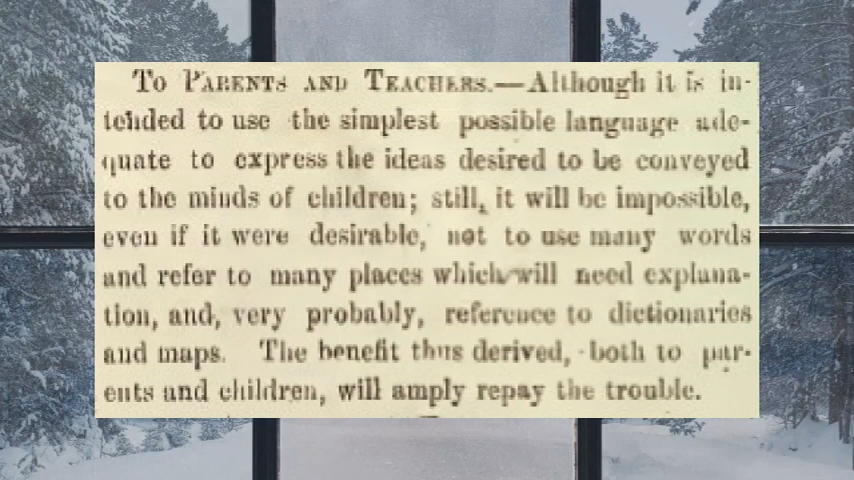 To Parents and Teachers.—Although it is in-
tended to use the simplest possible language ade-
quate to express the ideas desired to be conveyed
to the minds of children; still, it will be impossible,
even if it were desirable, not to use many words
and refer to many places which will need explana-
tion, and, very probably, reference to dictionaries
and maps. The benefit thus derived, both to par-
ents and children, will amply repay the trouble.